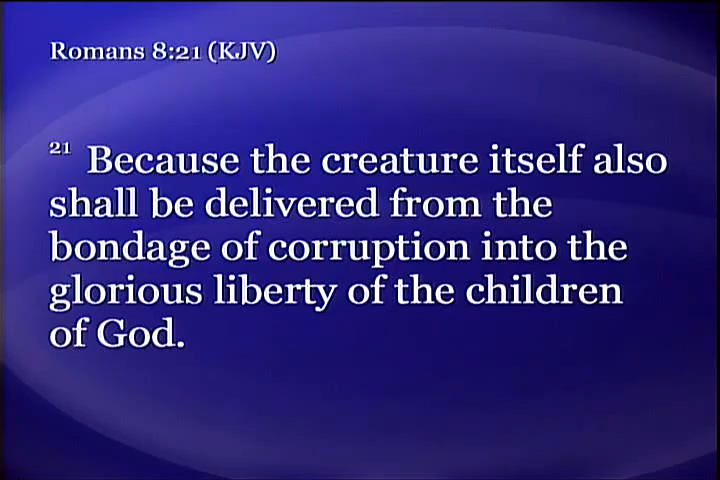 Romans 8:21 (KJV)
21 Because the creature itself also
shall be delivered from the
bondage of corruption into the
glorious liberty of the children
of God.